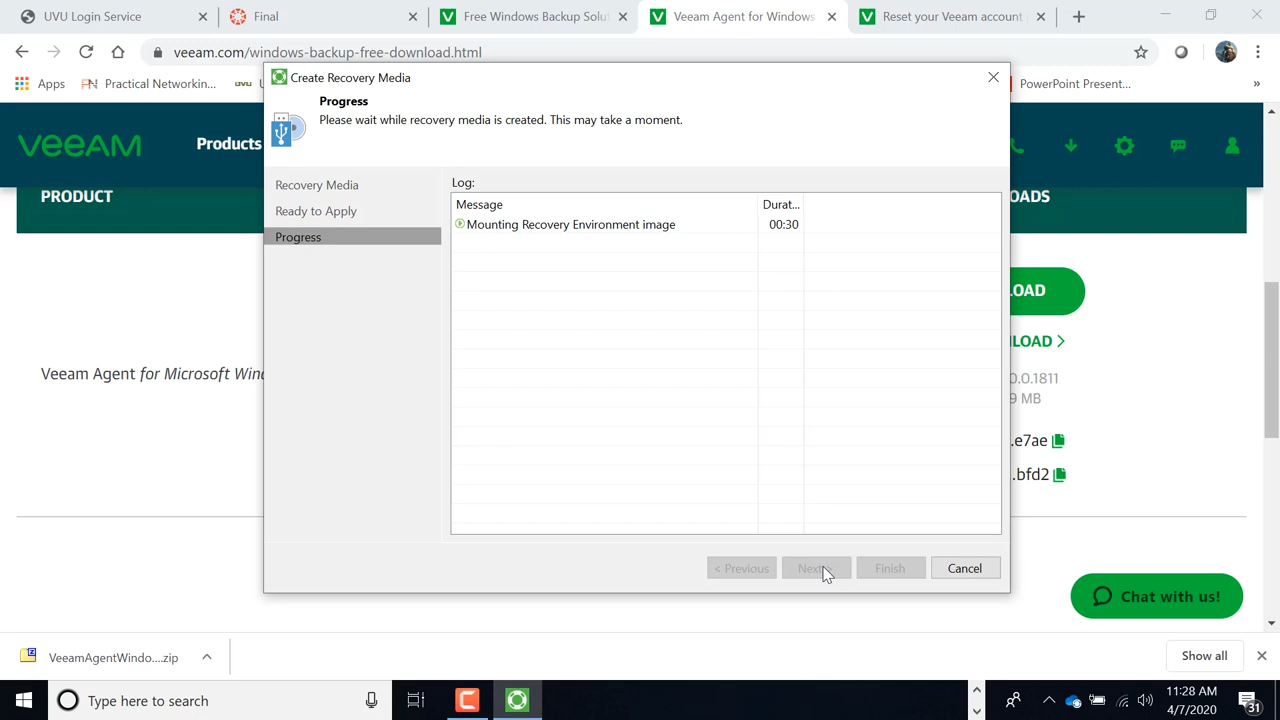 UVU Login Service
Final
Free Windows Backup Solu
Veeam Agent for Windows
Reset your Veeam account
veeam.com/windows-backup-free-download.html
Apps
Practical Networkin...
UVU
PowerPoint Present...
»
Create Recovery Media
Progress
Please wait while recovery media is created. This may take a moment.
VEEAM
Products
PRODUCT
OADS
Recovery Media
Ready to Apply
Progress
Log:
Message
Durat...
Mounting Recovery Environment image
00:30
OAD
LOAD
Veeam Agent for Microsoft Win
0.0.1811
9 MB
.e7ae
.bfd2
< Previous
Next
Finish
Cancel
Chat with us!
VeeamAgentWindo....zip
Show all
Type here to search
11:28 AM
4/7/2020
31